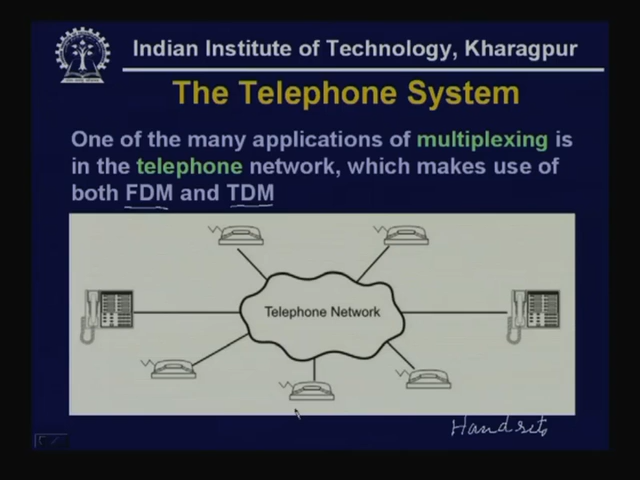 Indian Institute of Technology, Kharagpur
The Telephone System
One of the many applications of multiplexing is
in the telephone network, which makes use of
both FDM and TDM
Telephone Network
Handsets